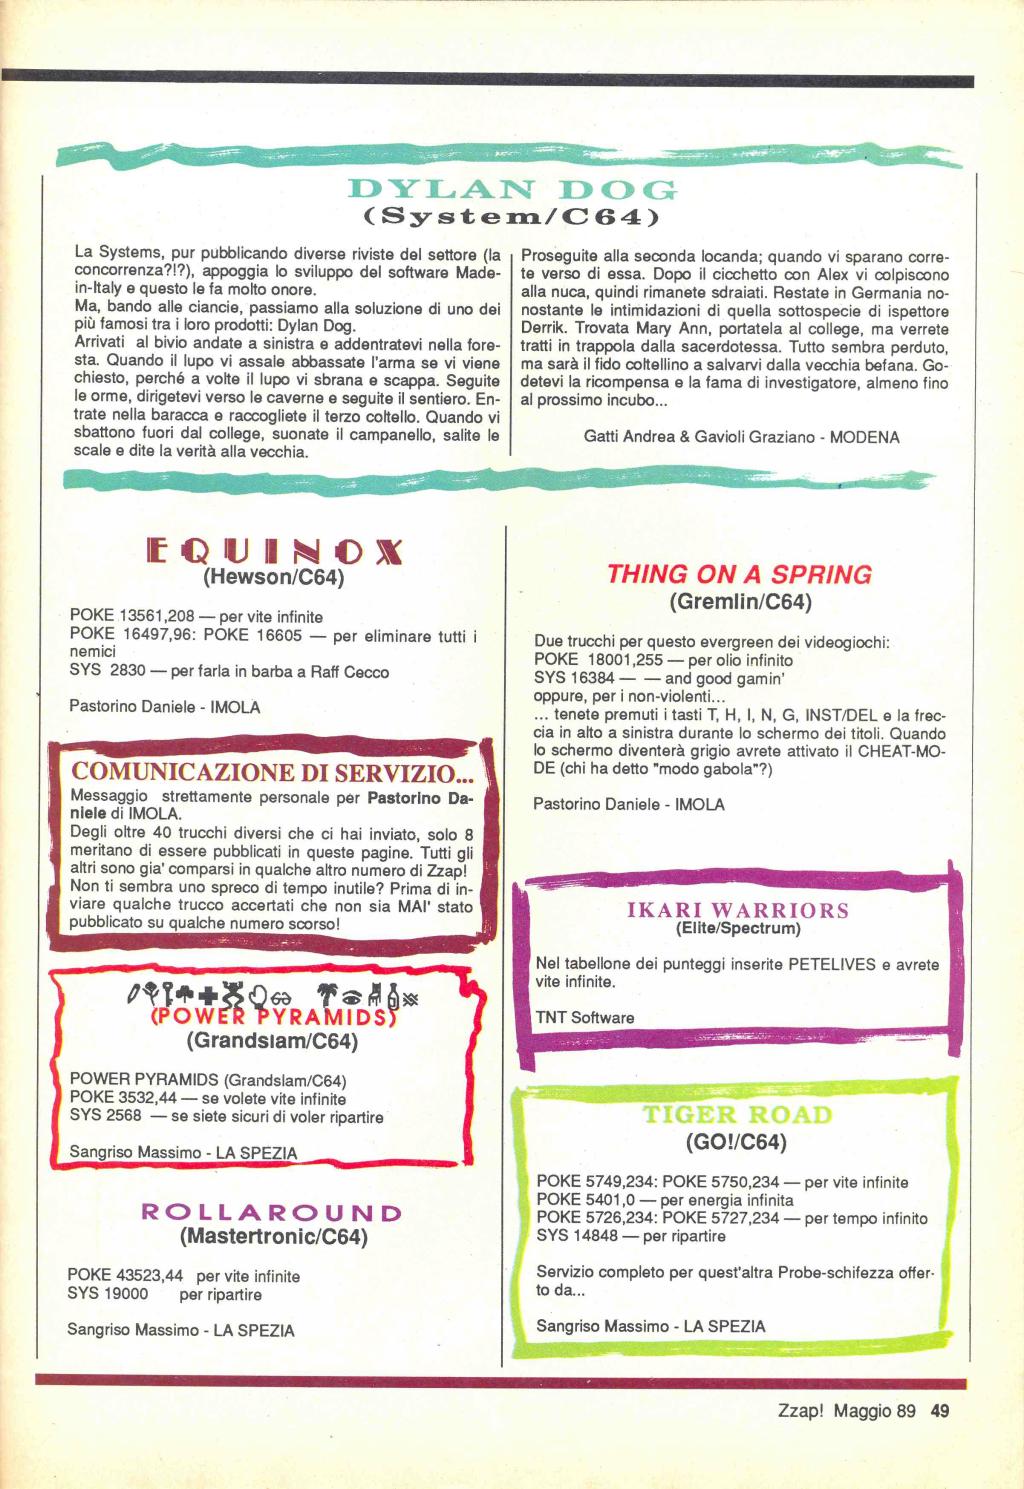 DYLAN DOG
(System/C64)
La Systems, pur pubblicando diverse riviste del settore (la
concorrenza?!?), appoggia lo sviluppo del software Made-
in-Italy e questo le fa molto onore.
Ma, bando alle ciancie, passiamo alla soluzione di uno dei
più famosi tra i loro prodotti: Dylan Dog.
Arrivati al bivio andate a sinistra e addentratevi nella fore-
sta. Quando il lupo vi assale abbassate l'arma se vi viene
chiesto, perché a volte il lupo vi sbrana e scappa. Seguite
le orme, dirigetevi verso le caverne e seguite il sentiero. En-
trate nella baracca e raccogliete il terzo coltello. Quando vi
sbattono fuori dal college, suonate il campanello, salite le
scale e dite la verità alla vecchia.
Proseguite alla seconda locanda; quando vi sparano corre-
te verso di essa. Dopo il cicchetto con Alex vi colpiscono
alla nuca, quindi rimanete sdraiati. Restate in Germania no-
nostante le intimidazioni di quella sottospecie di ispettore
Derrik. Trovata Mary Ann, portatela al college, ma verrete
tratti in trappola dalla sacerdotessa. Tutto sembra perduto,
ma sarà il fido coltellino a salvarvi dalla vecchia befana. Go-
detevi la ricompensa e la fama di investigatore, almeno fino
al prossimo incubo...
Gatti Andrea & Gavioli Graziano - MODENA
EQUINOX
(Hewson/C64)
POKE 13561,208 — per vite infinite
POKE 16497,96: POKE 16605 — per eliminare tutti i
nemici
SYS 2830 — per farla in barba a Raff Cecco
Pastorino Daniele - IMOLA
COMUNICAZIONE DI SERVIZIO...
Messaggio strettamente personale per Pastorino Da-
niele di IMOLA.
Degli oltre 40 trucchi diversi che ci hai inviato, solo 8
meritano di essere pubblicati in queste pagine. Tutti gli
altri sono gia' comparsi in qualche altro numero di Zzap!
Non ti sembra uno spreco di tempo inutile? Prima di in-
viare qualche trucco accertati che non sia MAI' stato
pubblicato su qualche numero scorso!
(POWER PYRAMIDS)
(Grandslam/C64)
POWER PYRAMIDS (Grandslam/C64)
POKE 3532,44 — se volete vite infinite
SYS 2568 — se siete sicuri di voler ripartire
Sangriso Massimo - LA SPEZIA
ROLLAROUND
(Mastertronic/C64)
POKE 43523,44 per vite infinite
SYS 19000 per ripartire
Sangriso Massimo - LA SPEZIA
THING ON A SPRING
(Gremlin/C64)
Due trucchi per questo evergreen dei videogiochi:
POKE 18001,255 — per olio infinito
SYS 16384 — — and good gamin'
oppure, per i non-violenti...
... tenete premuti i tasti T, H, I, N, G, INST/DEL e la frec-
cia in alto a sinistra durante lo schermo dei titoli. Quando
lo schermo diventerà grigio avrete attivato il CHEAT-MO-
DE (chi ha detto "modo gabola"?)
Pastorino Daniele - IMOLA
IKARI WARRIORS
(Elite/Spectrum)
Nel tabellone dei punteggi inserite PETELIVES e avrete
vite infinite.
TNT Software
TIGER ROAD
(GO!/C64)
POKE 5749,234: POKE 5750,234 — per vite infinite
POKE 5401,0 — per energia infinita
POKE 5726,234: POKE 5727,234 — per tempo infinito
SYS 14848 — per ripartire
Servizio completo per quest'altra Probe-schifezza offer-
to da...
Sangriso Massimo - LA SPEZIA
Zzap! Maggio 89 49